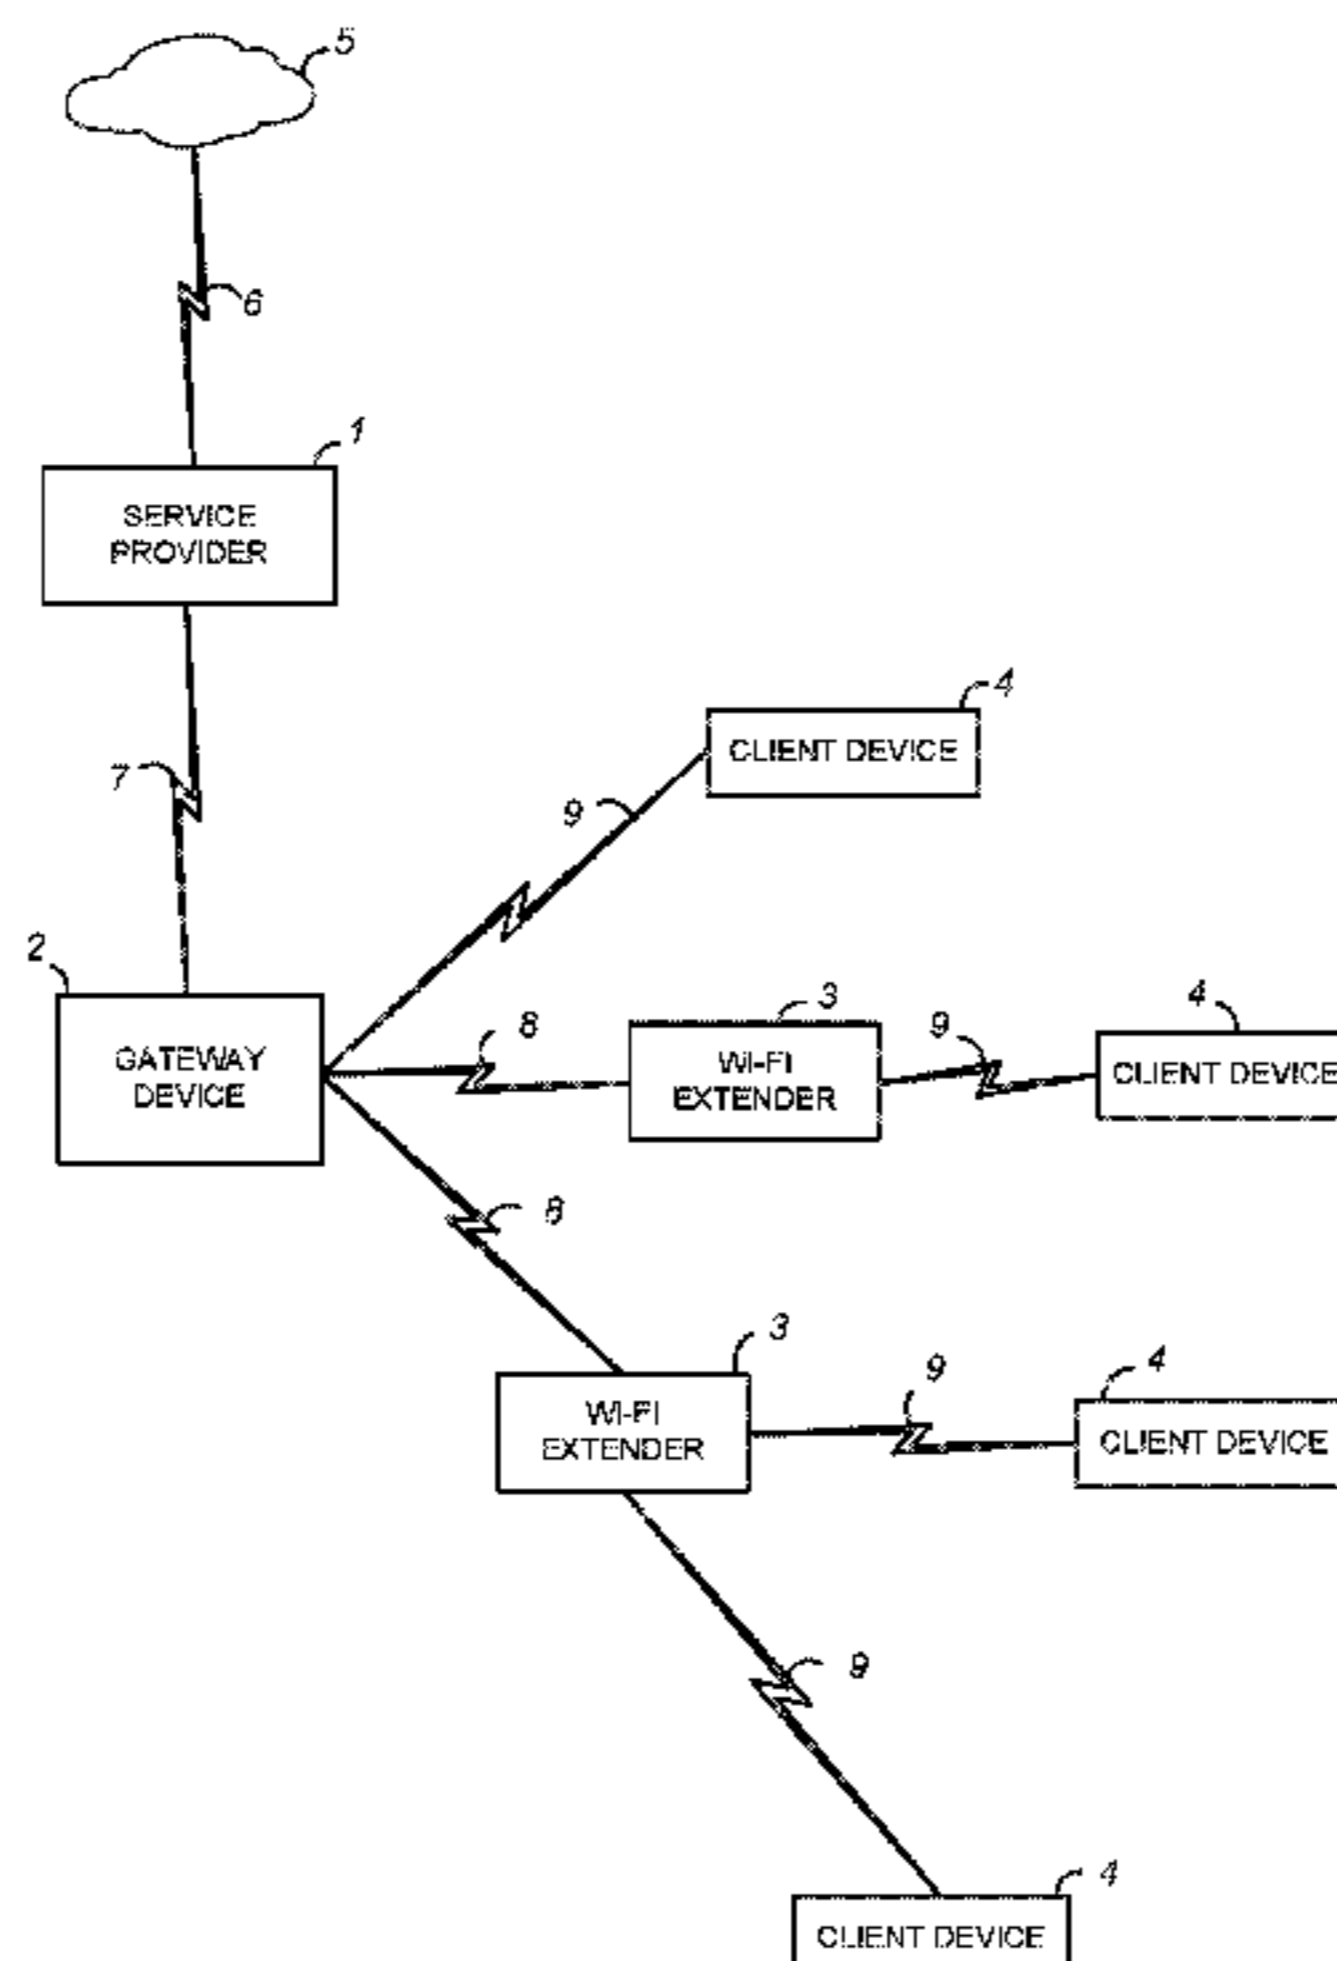 5
6
1
SERVICE
PROVIDER
7
4
CLIENT DEVICE
9
2
GATEWAY
DEVICE
8
3
WI-FI
EXTENDER
9
4
CLIENT DEVICE
8
3
WI-FI
EXTENDER
9
4
CLIENT DEVICE
9
4
CLIENT DEVICE